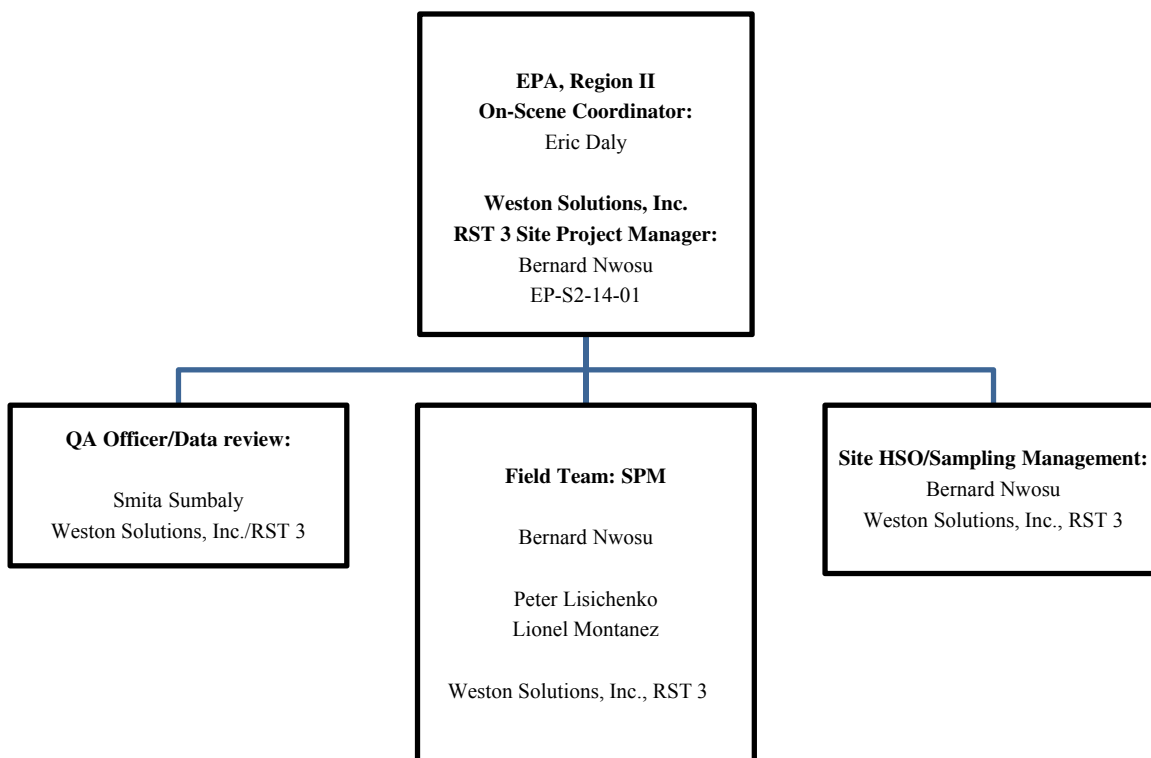 EPA, Region II
On-Scene Coordinator:
Eric Daly
Weston Solutions, Inc.
RST 3 Site Project Manager:
Bernard Nwosu
EP-S2-14-01
QA Officer/Data review:
Smita Sumbaly
Weston Solutions, Inc./RST 3
Field Team: SPM
Bernard Nwosu
Peter Lisichenko
Lionel Montanez
Weston Solutions, Inc., RST 3
Site HSO/Sampling Management:
Bernard Nwosu
Weston Solutions, Inc., RST 3